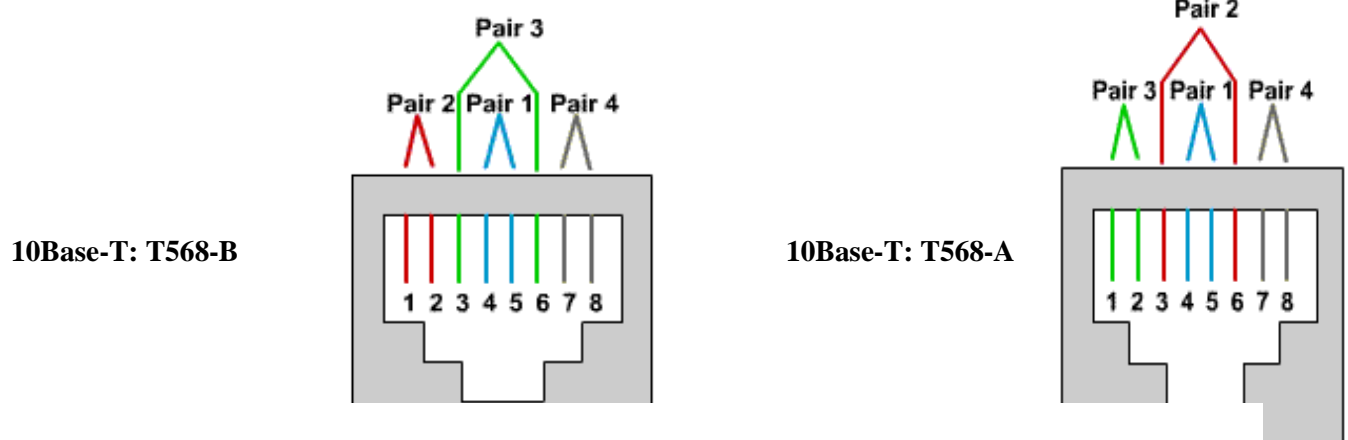 Pair 3
Pair 2 Pair 1 Pair 4
10Base-T: T568-B
1 2 3 4 5 6 7 8
Pair 2
Pair 3 Pair 1 Pair 4
10Base-T: T568-A
1 2 3 4 5 6 7 8